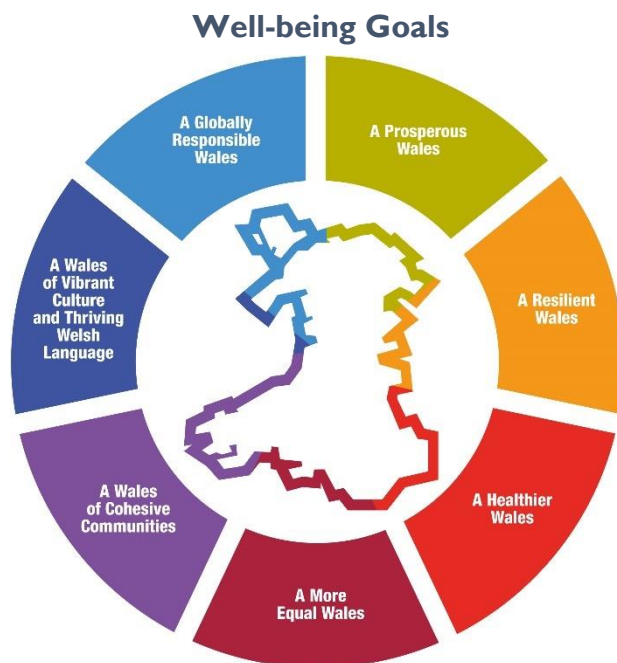 Well-being Goals
A Globally
Responsible
Wales
A Prosperous
Wales
A Resilient
Wales
A Healthier
Wales
A More
Equal Wales
A Wales
of Cohesive
Communities
A Wales
of Vibrant
Culture
and Thriving
Welsh
Language